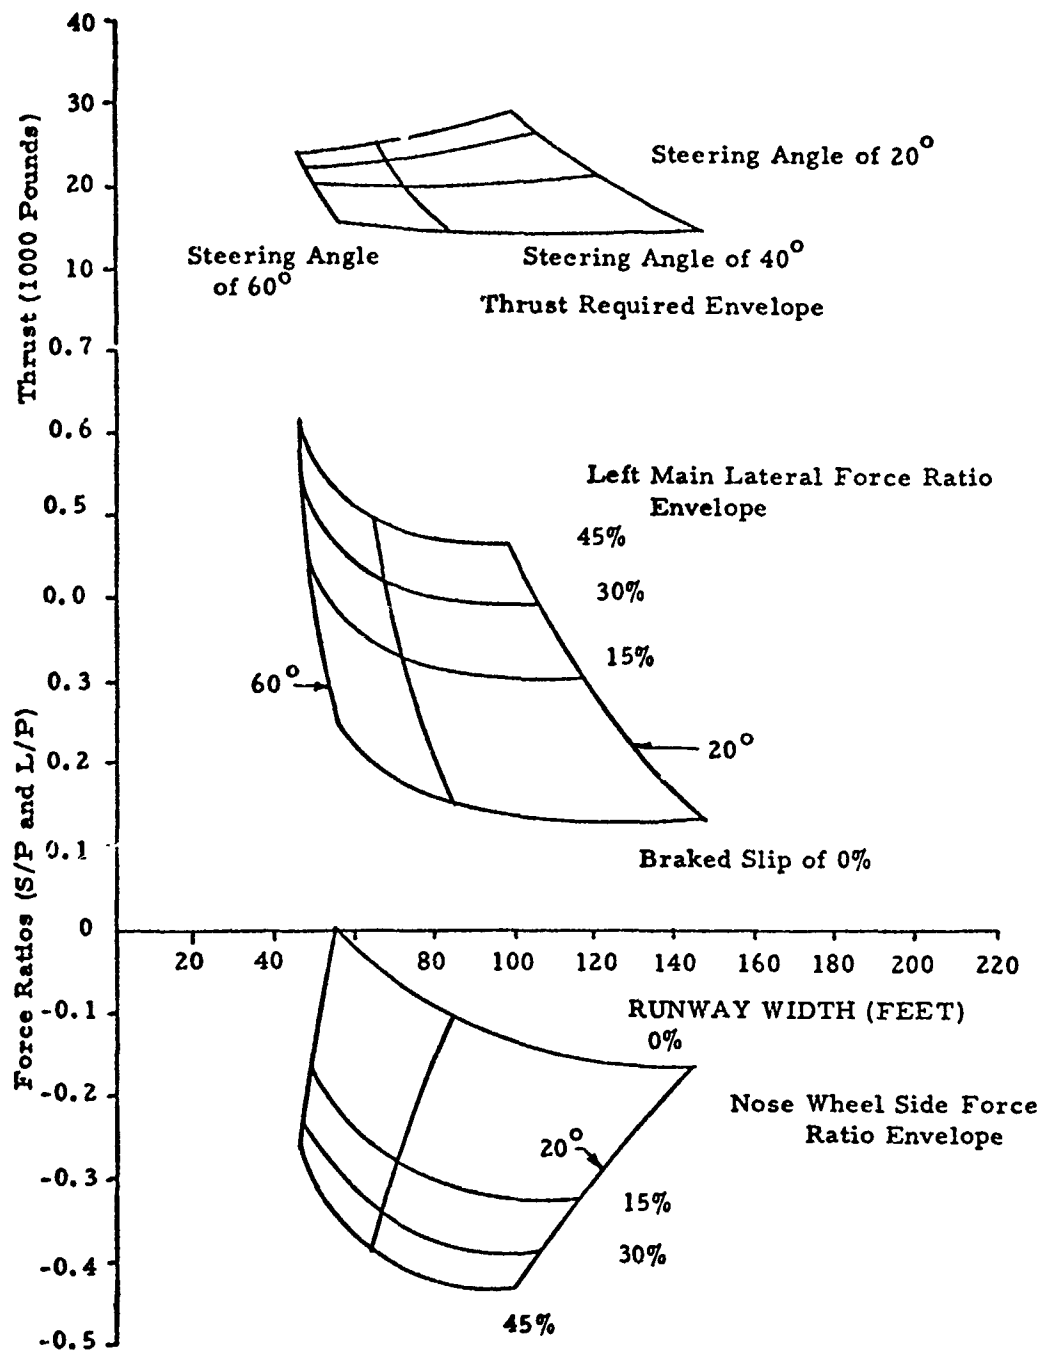 40
30
20
10
Thrust (1000 Pounds)
Steering Angle of 20°
Steering Angle
of 60°
Steering Angle of 40°
Thrust Required Envelope
0.7
0.6
0.5
0.0
0.3
0.2
0.1
0
-0.1
-0.2
-0.3
-0.4
-0.5
Force Ratios (S/P and L/P)
Left Main Lateral Force Ratio
Envelope
45%
30%
15%
60°
20°
Braked Slip of 0%
20 40 80 100 120 140 160 180 200 220
RUNWAY WIDTH (FEET)
0%
Nose Wheel Side Force
Ratio Envelope
20°
15%
30%
45%